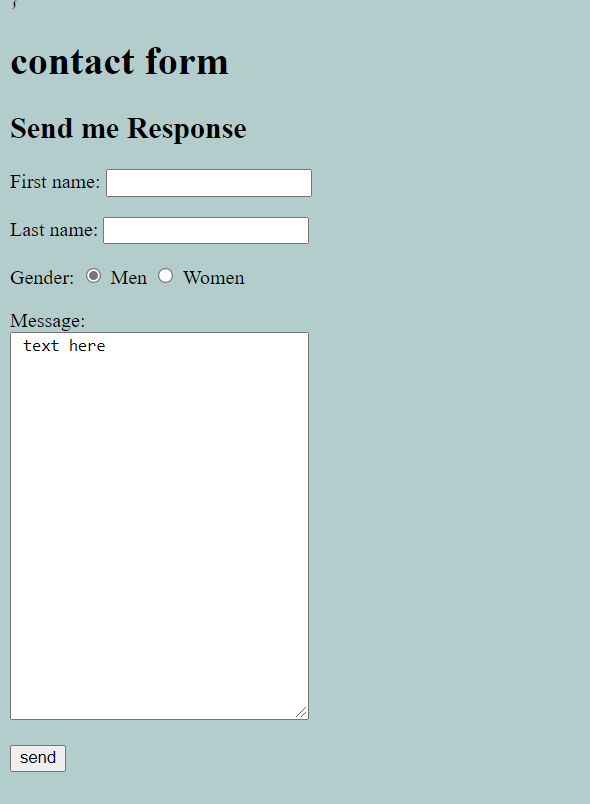 }
contact form
Send me Response
First name:
Last name:
Gender: Men Women
Message:
text here
send